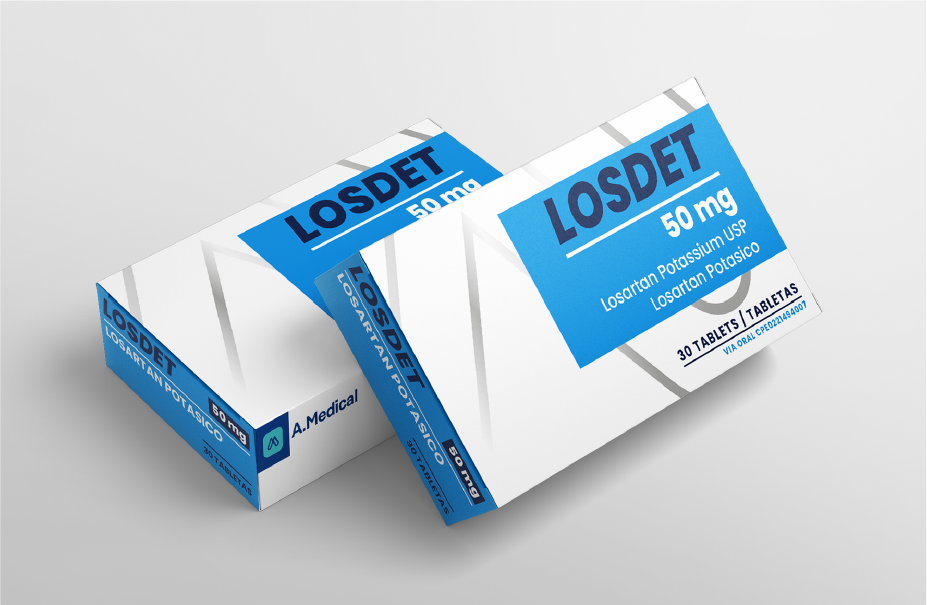 LOSDET
50 mg
LOSDET
LOSARTAN POTASICO
50 mg
30 TABLETAS
A.Medical
LOSDET
50 mg
Losartan Potassium USP
Losartan Potasico
30 TABLETS | TABLETAS
VIA ORAL CPE0221494007
LOSDET
LOSARTAN POTASICO
50 mg
30 TABLETAS